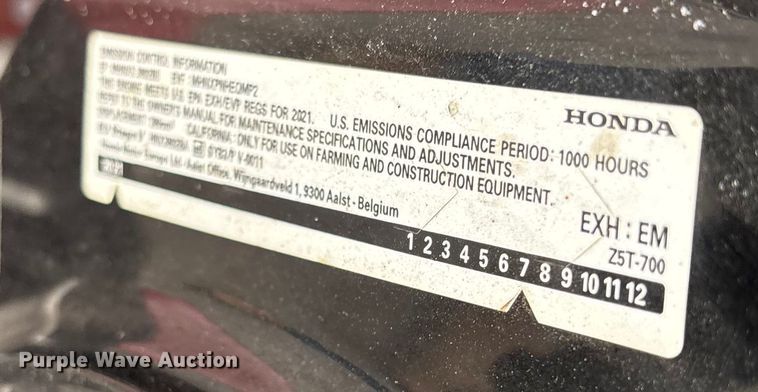 HONDA
EMISSION CONTROL INFORMATION
THIS ENGINE MEETS U.S. EPA EXH/EVP REGS FOR 2021. U.S. EMISSIONS COMPLIANCE PERIOD: 1000 HOURS
REFER TO THE OWNER'S MANUAL FOR MAINTENANCE SPECIFICATIONS AND ADJUSTMENTS.
DISPLACEMENT CALIFORNIA: ONLY FOR USE ON FARMING AND CONSTRUCTION EQUIPMENT.
Aalst Office, Wijngaardveld 1, 9300 Aalst - Belgium
EXH : EM
Z5T-700
1 2 3 4 5 6 7 8 9 10 11 12
Purple Wave Auction